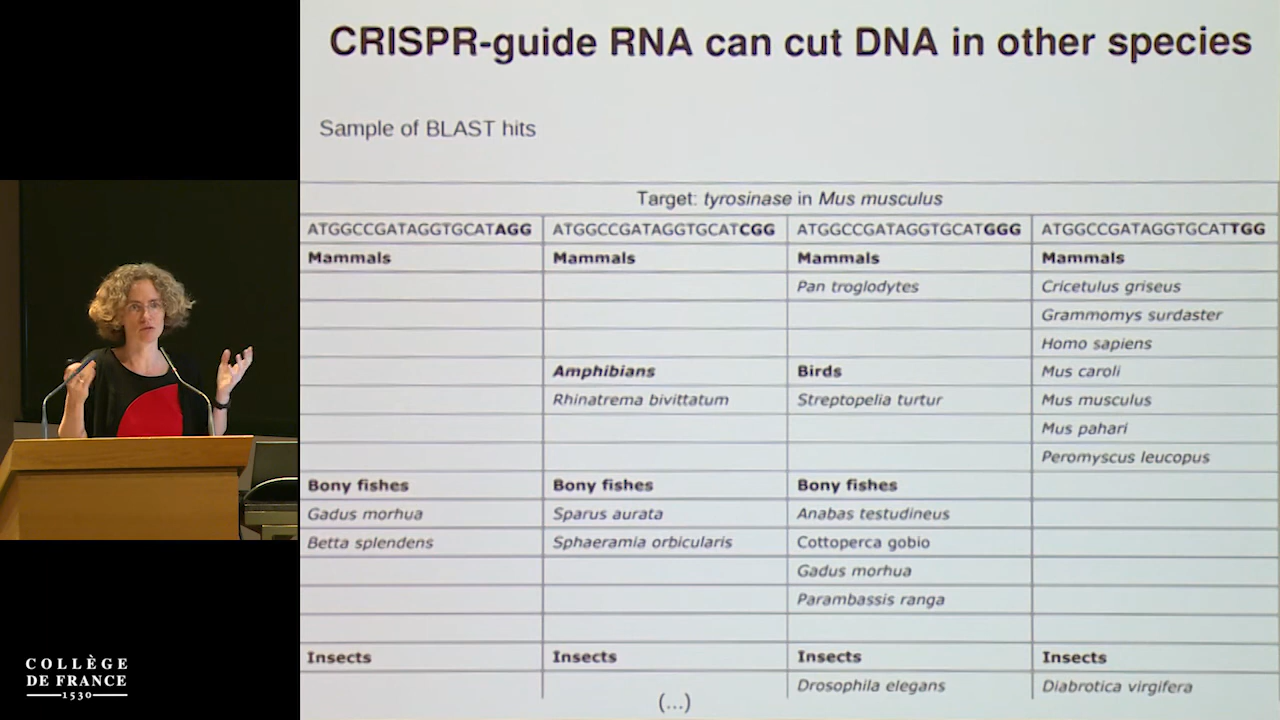 CRISPR-guide RNA can cut DNA in other species
Sample of BLAST hits
Target: tyrosinase in Mus musculus
ATGGCCGATAGGTGCATAGG ATGGCCGATAGGTGCATCGG ATGGCCGATAGGTGCATGGG ATGGCCGATAGGTGCATTGG
Mammals Mammals Mammals Mammals
Pan troglodytes Cricetulus griseus
Grammomys surdaster
Homo sapiens
Amphibians Birds Mus caroli
Rhinatrema bivittatum Streptopelia turtur Mus musculus
Mus pahari
Peromyscus leucopus
Bony fishes Bony fishes Bony fishes
Gadus morhua Sparus aurata Anabas testudineus
Betta splendens Sphaeramia orbicularis Cottoperca gobio
Gadus morhua
Parambassis ranga
Insects Insects Insects Insects
Drosophila elegans Diabrotica virgifera
(...)
COLLÈGE
DE FRANCE
1530